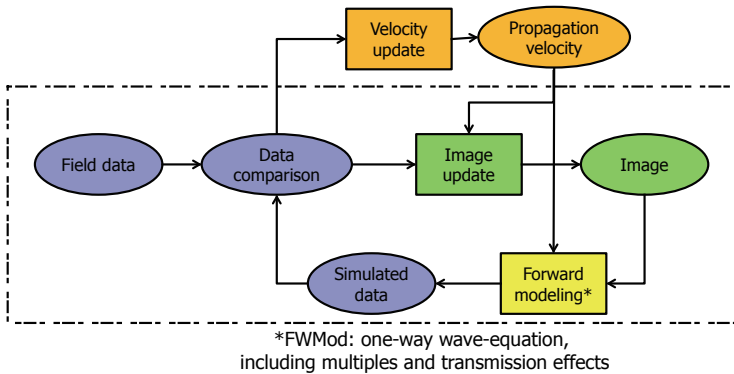 Velocity
update
Propagation
velocity
Field data
Data
comparison
Image
update
Image
Simulated
data
Forward
modeling*
*FWMod: one-way wave-equation,
including multiples and transmission effects